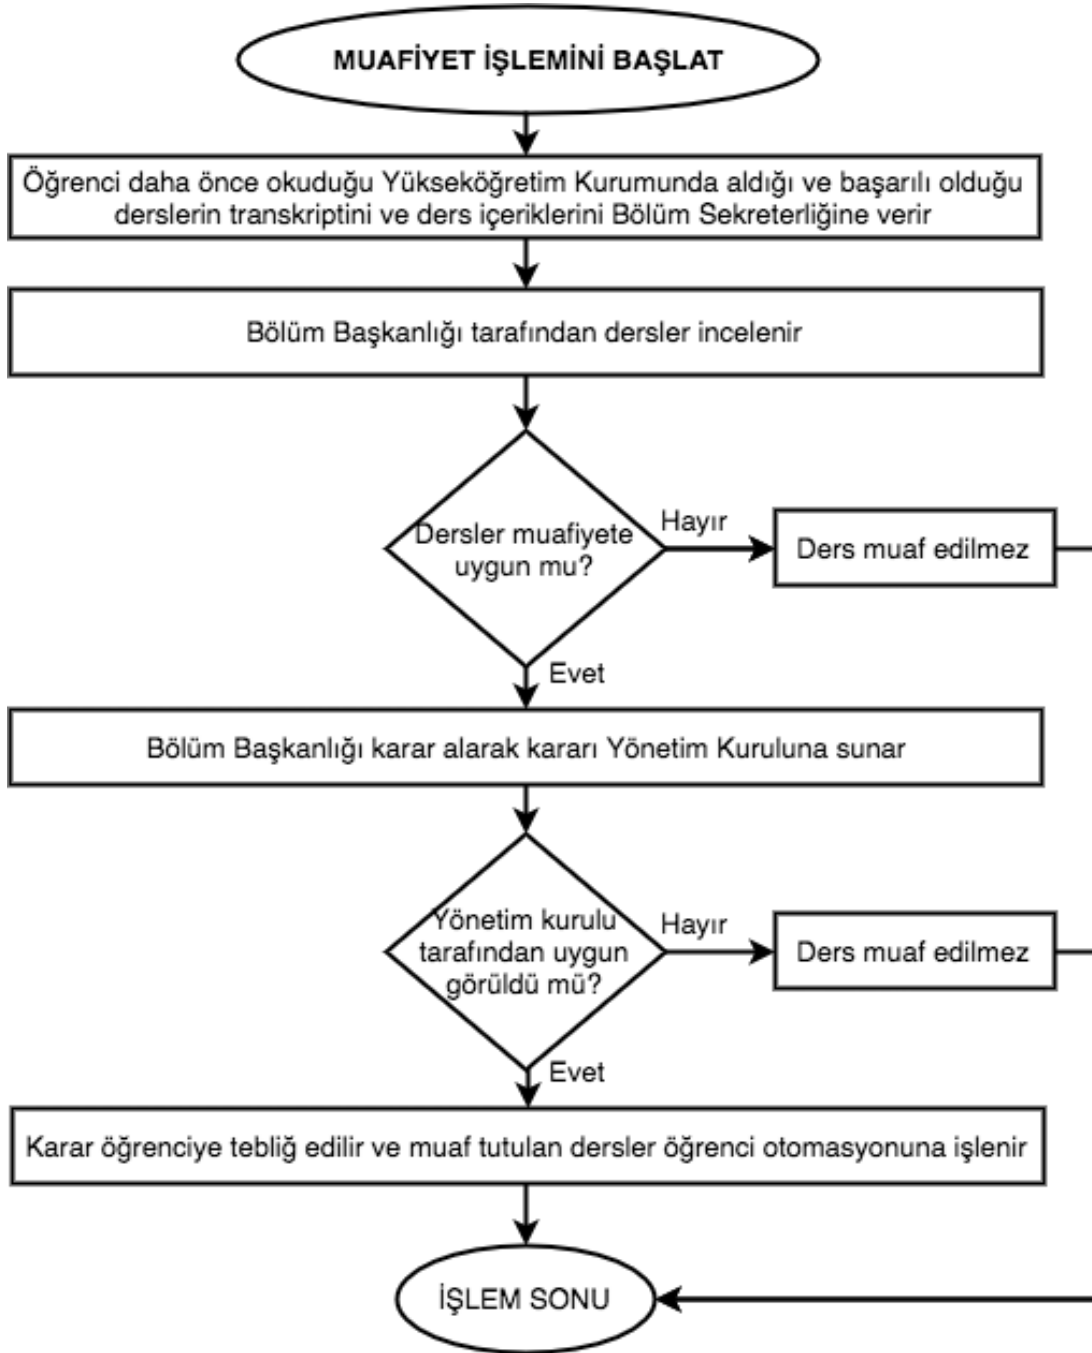 MUAFİYET İŞLEMİNİ BAŞLAT
Öğrenci daha önce okuduğu Yükseköğretim Kurumunda aldığı ve başarılı olduğu
derslerin transkriptini ve ders içeriklerini Bölüm Sekreterliğine verir
Bölüm Başkanlığı tarafından dersler incelenir
Dersler muafiyete
uygun mu?
Hayır
Ders muaf edilmez
Evet
Bölüm Başkanlığı karar alarak kararı Yönetim Kuruluna sunar
Yönetim kurulu
tarafından uygun
görüldü mü?
Hayır
Ders muaf edilmez
Evet
Karar öğrenciye tebliğ edilir ve muaf tutulan dersler öğrenci otomasyonuna işlenir
İŞLEM SONU